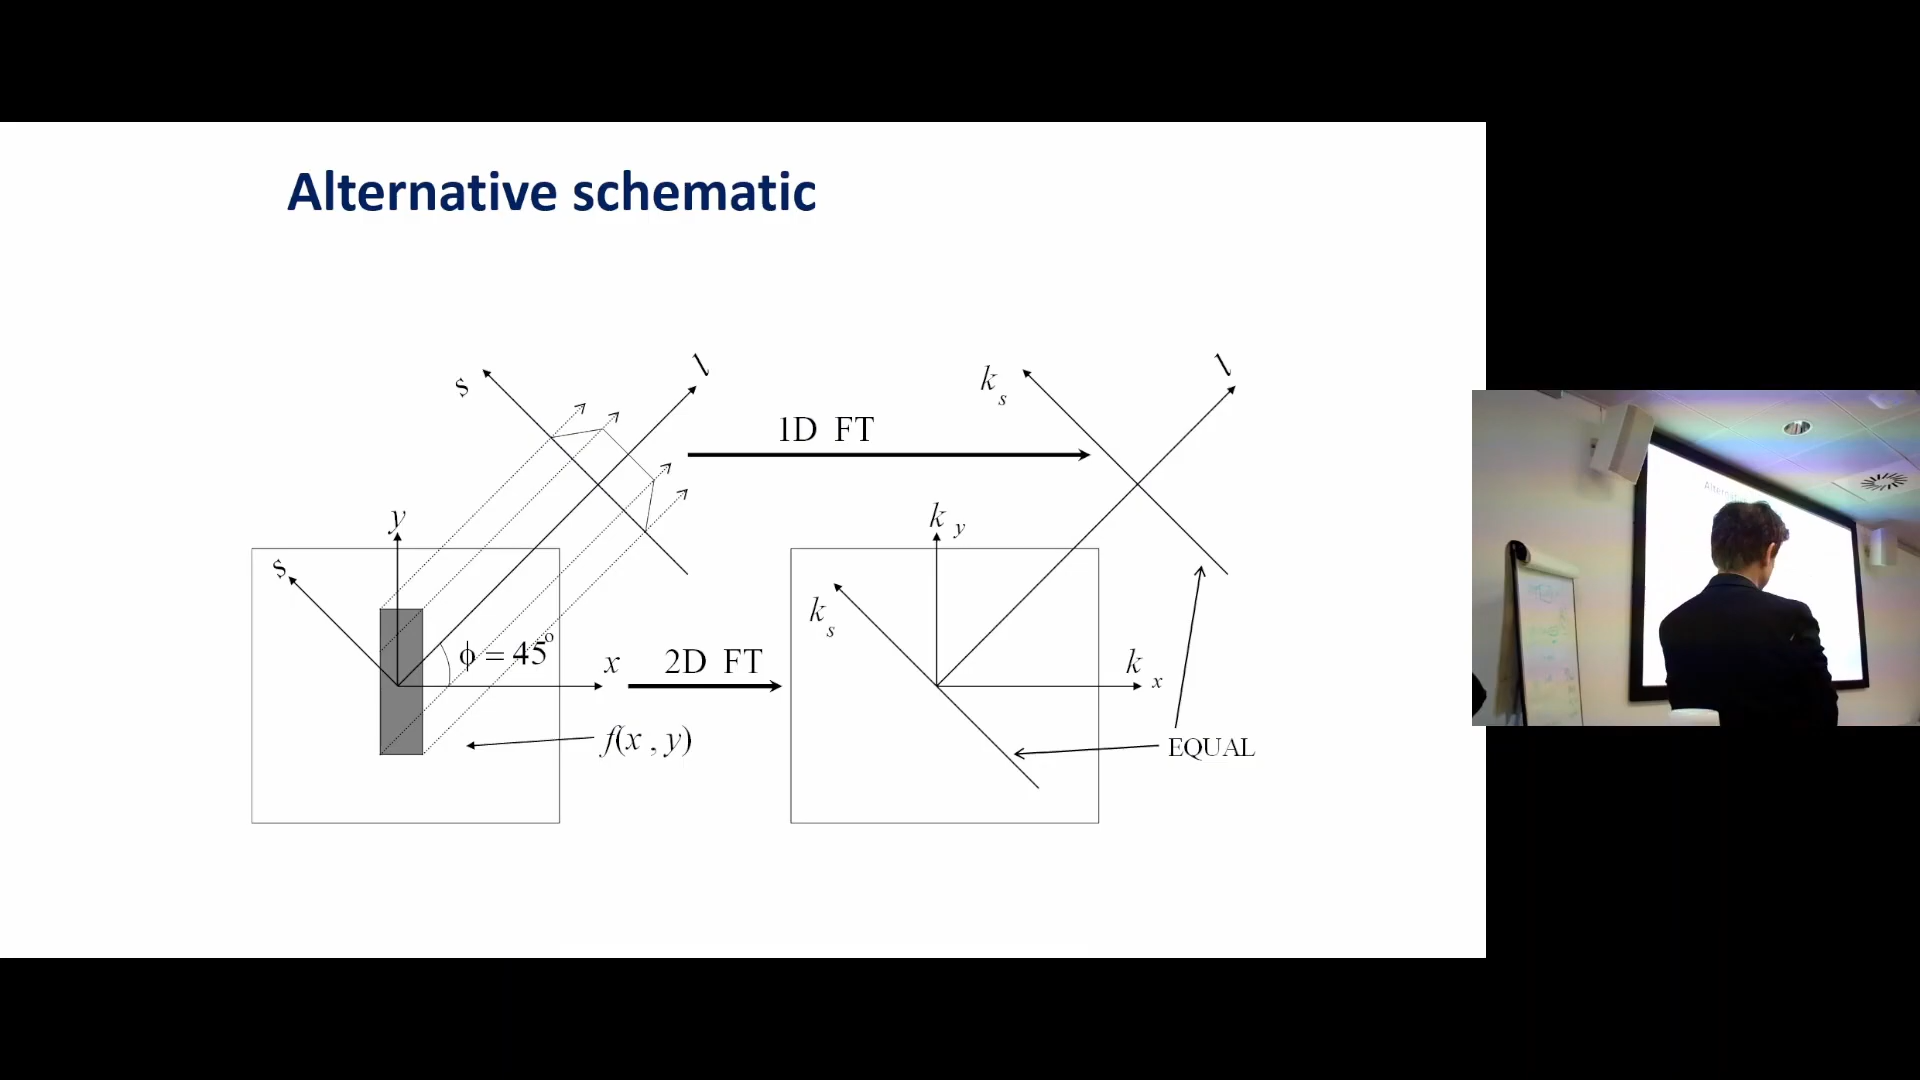 Alternative schematic
s
l
k s
l
1D FT
y
k y
s
k s
ϕ = 45°
x
2D FT
k x
f(x , y)
EQUAL